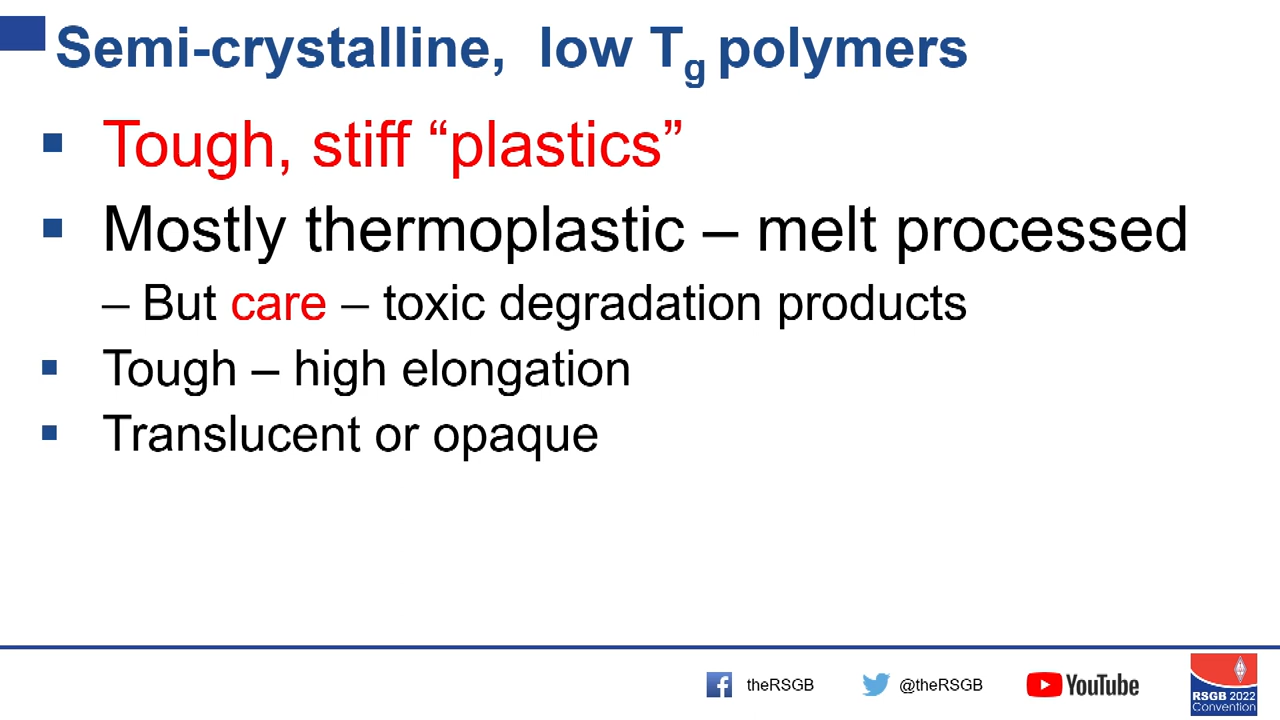 Semi-crystalline, low Tg polymers
Tough, stiff “plastics”
Mostly thermoplastic – melt processed
– But care – toxic degradation products
Tough – high elongation
Translucent or opaque
theRSGB
@theRSGB
YouTube
RSGB 2022
Convention